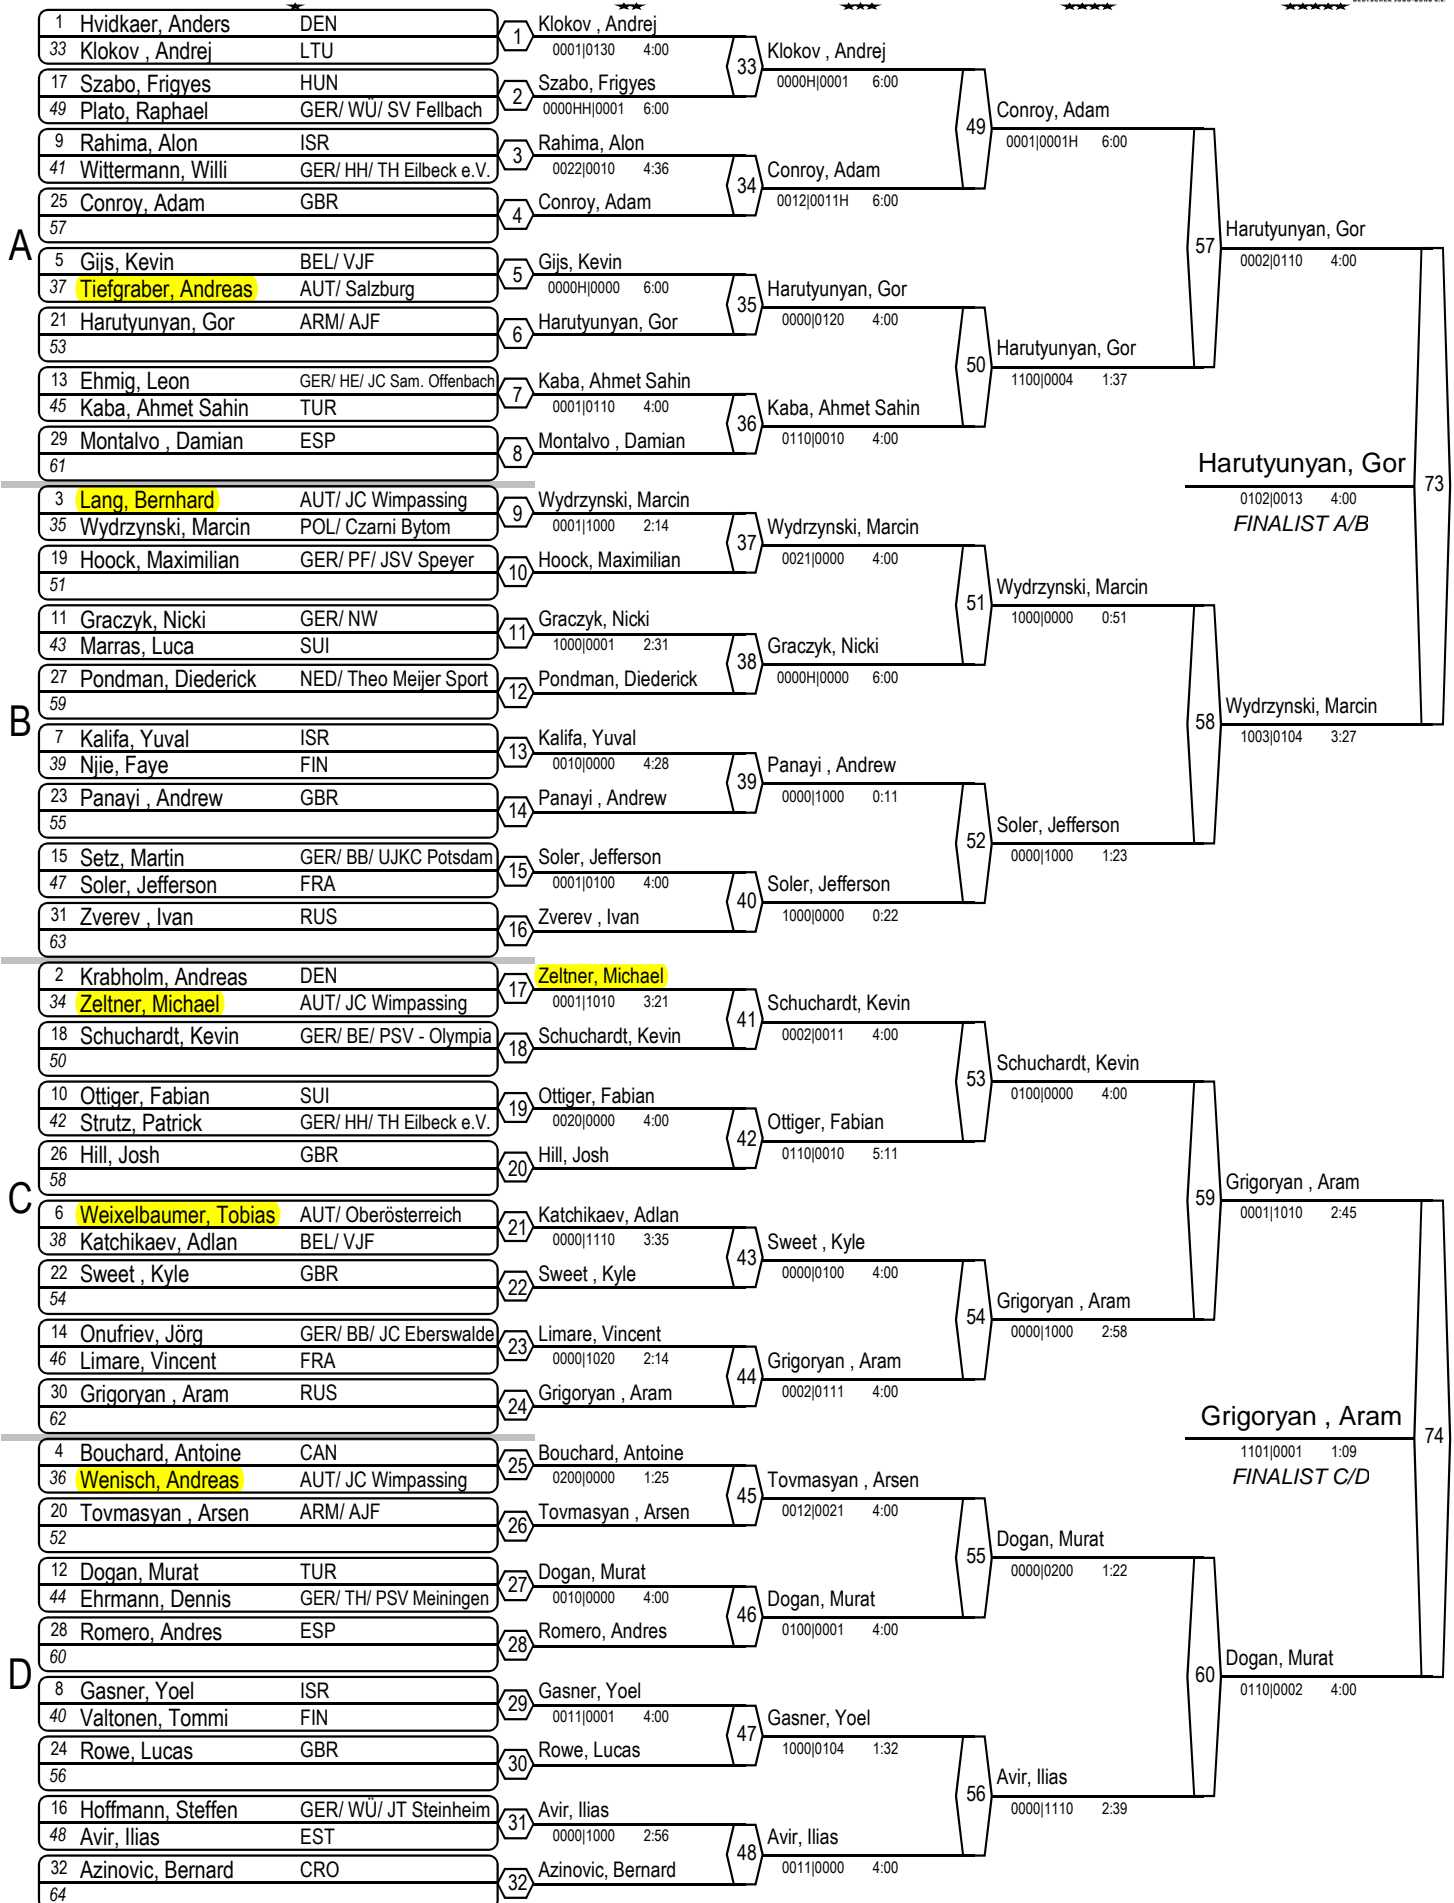 1 Hvidkaer, Anders DEN
33 Klokov , Andrej LTU
1 Klokov , Andrej
0001|0130 4:00
17 Szabo, Frigyes HUN
49 Plato, Raphael GER/ WÜ/ SV Fellbach
2 Szabo, Frigyes
0000HH|0001 6:00
33 Klokov , Andrej
0000H|0001 6:00
9 Rahima, Alon ISR
41 Wittermann, Willi GER/ HH/ TH Eilbeck e.V.
3 Rahima, Alon
0022|0010 4:36
25 Conroy, Adam GBR
57
4 Conroy, Adam
34 Conroy, Adam
0012|0011H 6:00
49 Conroy, Adam
0001|0001H 6:00
A
5 Gijs, Kevin BEL/ VJF
37 Tiefgraber, Andreas AUT/ Salzburg
5 Gijs, Kevin
0000H|0000 6:00
21 Harutyunyan, Gor ARM/ AJF
53
6 Harutyunyan, Gor
35 Harutyunyan, Gor
0000|0120 4:00
13 Ehmig, Leon GER/ HE/ JC Sam. Offenbach
45 Kaba, Ahmet Sahin TUR
7 Kaba, Ahmet Sahin
0001|0110 4:00
29 Montalvo , Damian ESP
61
8 Montalvo , Damian
36 Kaba, Ahmet Sahin
0110|0010 4:00
50 Harutyunyan, Gor
1100|0004 1:37
57 Harutyunyan, Gor
0002|0110 4:00
3 Lang, Bernhard AUT/ JC Wimpassing
35 Wydrzynski, Marcin POL/ Czarni Bytom
9 Wydrzynski, Marcin
0001|1000 2:14
19 Hoock, Maximilian GER/ PF/ JSV Speyer
51
10 Hoock, Maximilian
37 Wydrzynski, Marcin
0021|0000 4:00
11 Graczyk, Nicki GER/ NW
43 Marras, Luca SUI
11 Graczyk, Nicki
1000|0001 2:31
27 Pondman, Diederick NED/ Theo Meijer Sport
59
12 Pondman, Diederick
38 Graczyk, Nicki
0000H|0000 6:00
51 Wydrzynski, Marcin
1000|0000 0:51
B
7 Kalifa, Yuval ISR
39 Njie, Faye FIN
13 Kalifa, Yuval
0010|0000 4:28
23 Panayi , Andrew GBR
55
14 Panayi , Andrew
39 Panayi , Andrew
0000|1000 0:11
15 Setz, Martin GER/ BB/ UJKC Potsdam
47 Soler, Jefferson FRA
15 Soler, Jefferson
0001|0100 4:00
31 Zverev , Ivan RUS
63
16 Zverev , Ivan
40 Soler, Jefferson
1000|0000 0:22
52 Soler, Jefferson
0000|1000 1:23
58 Wydrzynski, Marcin
1003|0104 3:27
Harutyunyan, Gor
0102|0013 4:00
FINALIST A/B
73
2 Krabholm, Andreas DEN
34 Zeltner, Michael AUT/ JC Wimpassing
17 Zeltner, Michael
0001|1010 3:21
18 Schuchardt, Kevin GER/ BE/ PSV - Olympia
50
18 Schuchardt, Kevin
41 Schuchardt, Kevin
0002|0011 4:00
10 Ottiger, Fabian SUI
42 Strutz, Patrick GER/ HH/ TH Eilbeck e.V.
19 Ottiger, Fabian
0020|0000 4:00
26 Hill, Josh GBR
58
20 Hill, Josh
42 Ottiger, Fabian
0110|0010 5:11
53 Schuchardt, Kevin
0100|0000 4:00
C
6 Weixelbaumer, Tobias AUT/ Oberösterreich
38 Katchikaev, Adlan BEL/ VJF
21 Katchikaev, Adlan
0000|1110 3:35
22 Sweet , Kyle GBR
54
22 Sweet , Kyle
43 Sweet , Kyle
0000|0100 4:00
14 Onufriev, Jörg GER/ BB/ JC Eberswalde
46 Limare, Vincent FRA
23 Limare, Vincent
0000|1020 2:14
30 Grigoryan , Aram RUS
62
24 Grigoryan , Aram
44 Grigoryan , Aram
0002|0111 4:00
54 Grigoryan , Aram
0000|1000 2:58
59 Grigoryan , Aram
0001|1010 2:45
4 Bouchard, Antoine CAN
36 Wenisch, Andreas AUT/ JC Wimpassing
25 Bouchard, Antoine
0200|0000 1:25
20 Tovmasyan , Arsen ARM/ AJF
52
26 Tovmasyan , Arsen
45 Tovmasyan , Arsen
0012|0021 4:00
12 Dogan, Murat TUR
44 Ehrmann, Dennis GER/ TH/ PSV Meiningen
27 Dogan, Murat
0010|0000 4:00
28 Romero, Andres ESP
60
28 Romero, Andres
46 Dogan, Murat
0100|0001 4:00
55 Dogan, Murat
0000|0200 1:22
D
8 Gasner, Yoel ISR
40 Valtonen, Tommi FIN
29 Gasner, Yoel
0011|0001 4:00
24 Rowe, Lucas GBR
56
30 Rowe, Lucas
47 Gasner, Yoel
1000|0104 1:32
16 Hoffmann, Steffen GER/ WÜ/ JT Steinheim
48 Avir, Ilias EST
31 Avir, Ilias
0000|1000 2:56
32 Azinovic, Bernard CRO
64
32 Azinovic, Bernard
48 Avir, Ilias
0011|0000 4:00
56 Avir, Ilias
0000|1110 2:39
60 Dogan, Murat
0110|0002 4:00
Grigoryan , Aram
1101|0001 1:09
FINALIST C/D
74